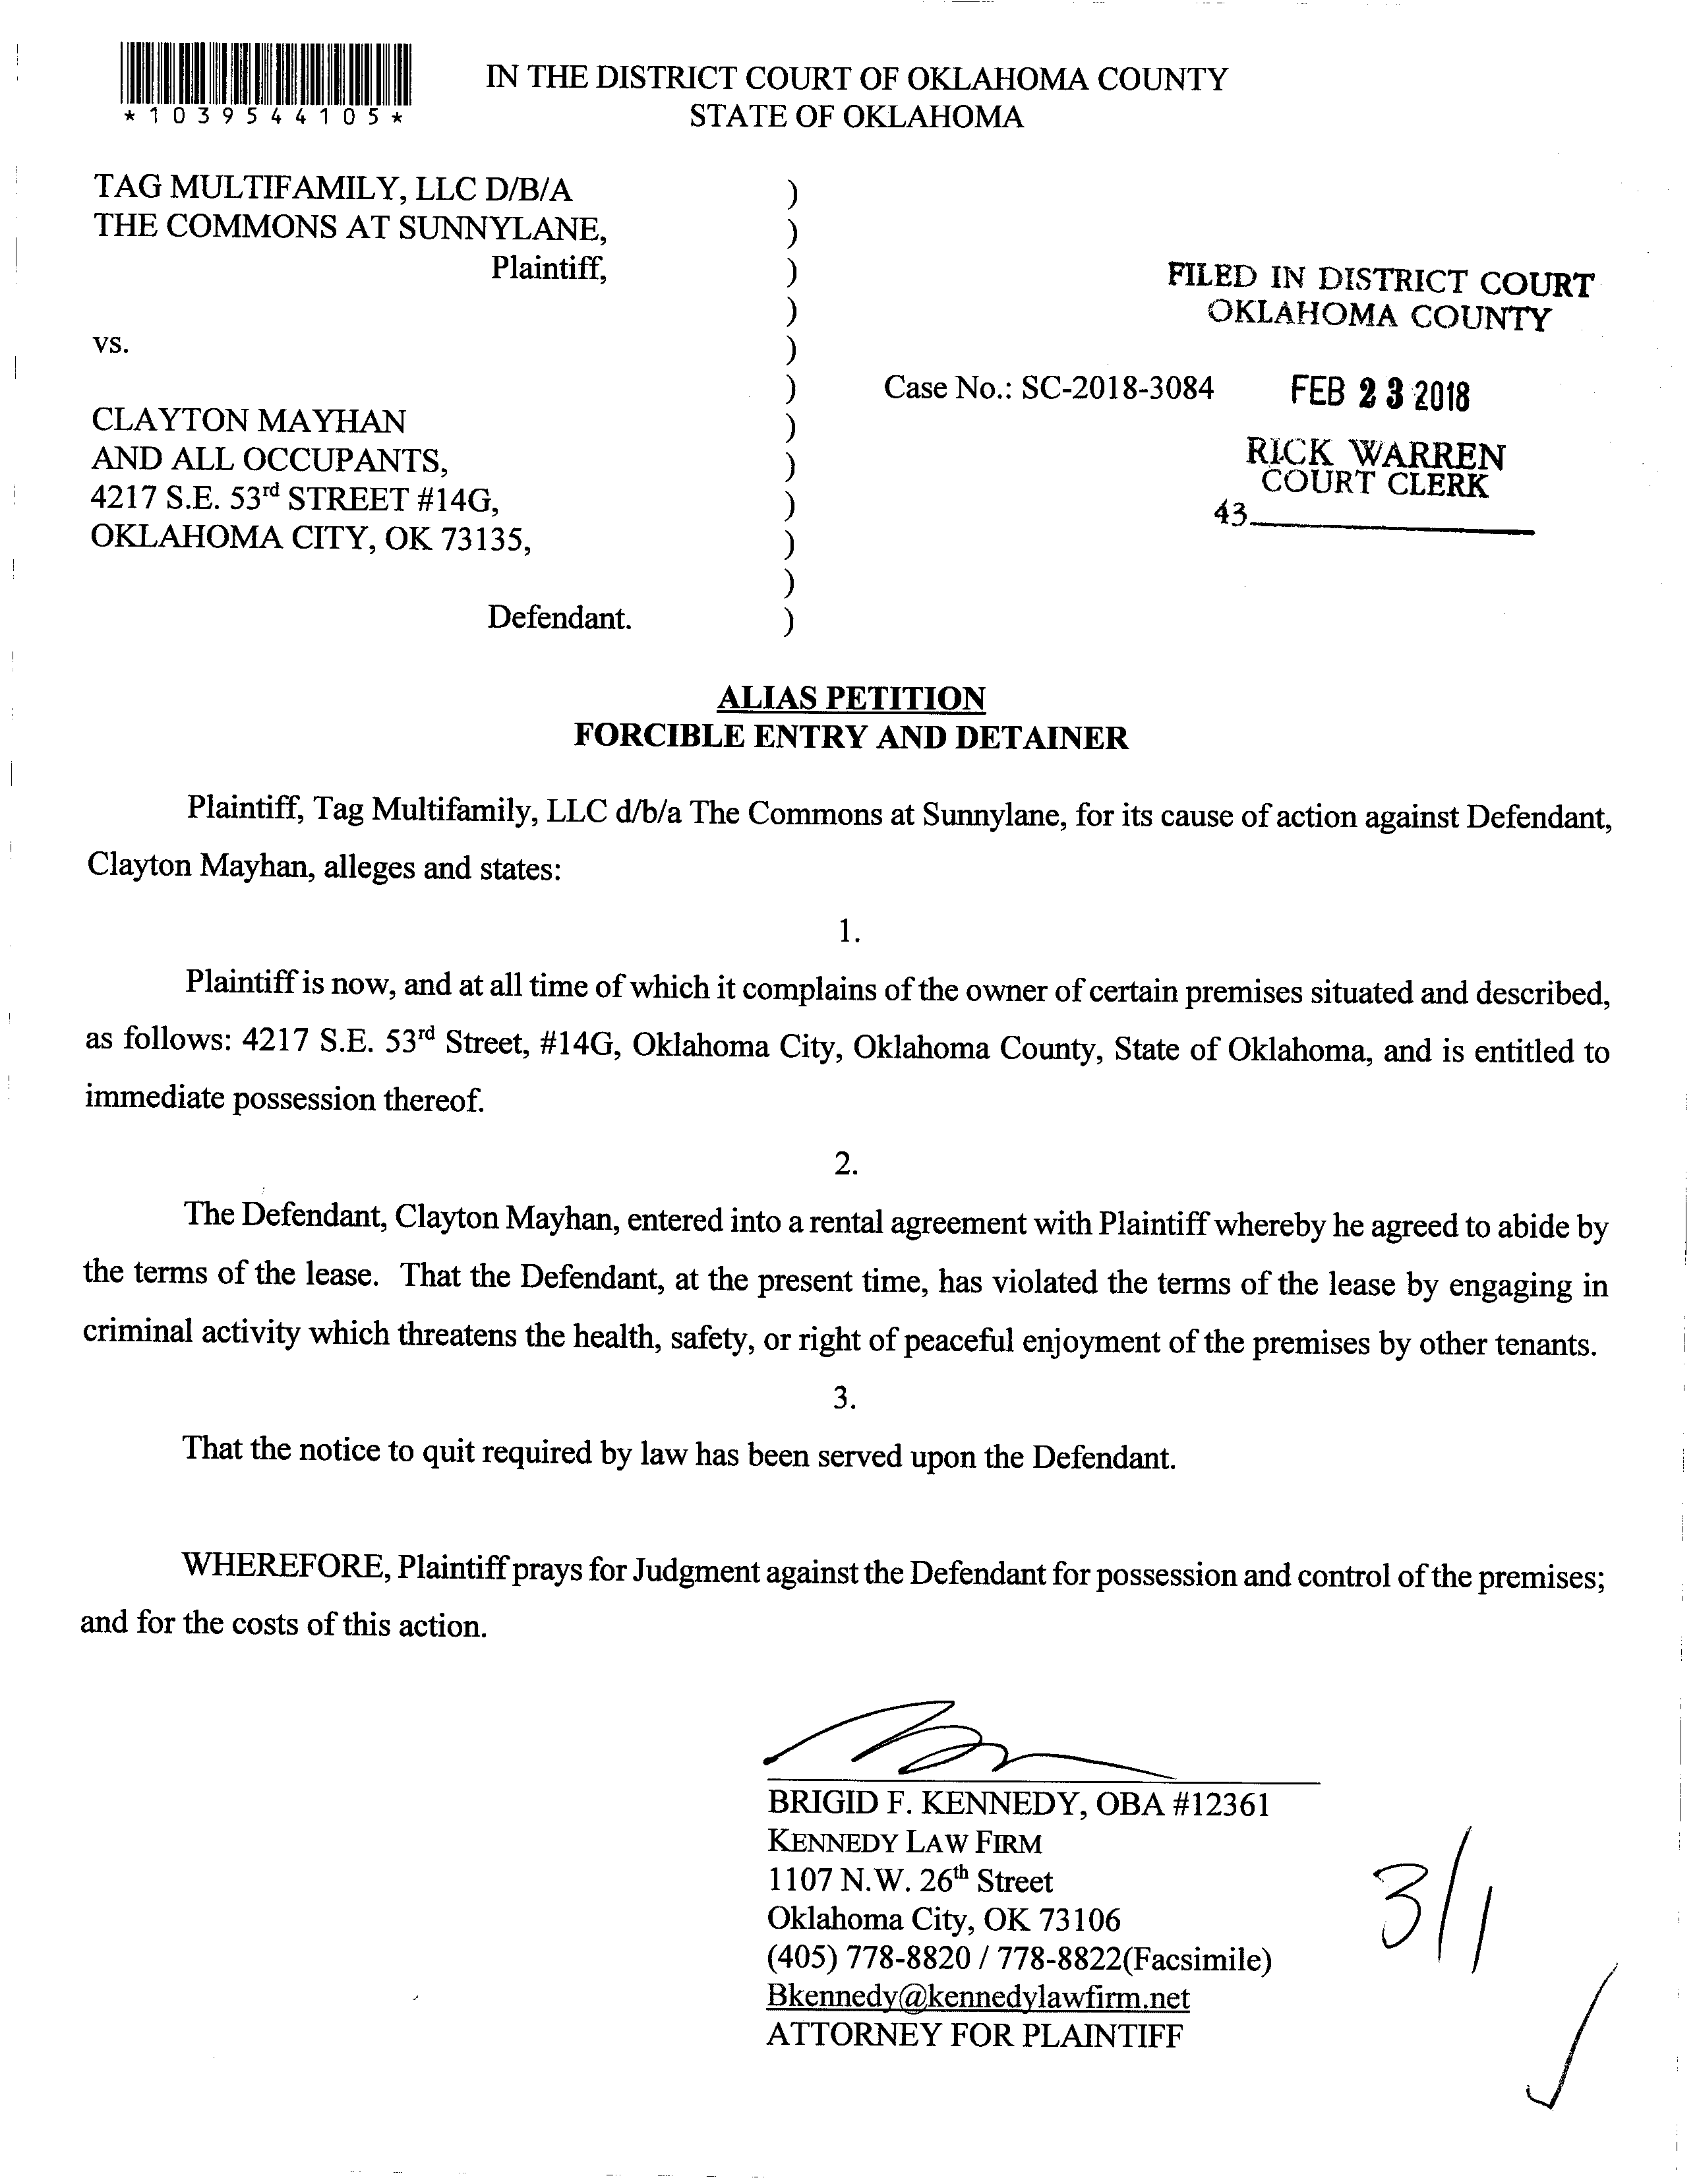 *1039544105*
IN THE DISTRICT COURT OF OKLAHOMA COUNTY
STATE OF OKLAHOMA
TAG MULTIFAMILY, LLC D/B/A )
THE COMMONS AT SUNNYLANE, )
Plaintiff, )
)
vs. )
)
CLAYTON MAYHAN )
AND ALL OCCUPANTS, )
4217 S.E. 53rd STREET #14G, )
OKLAHOMA CITY, OK 73135, )
)
Defendant. )
Case No.: SC-2018-3084
FILED IN DISTRICT COURT
OKLAHOMA COUNTY
FEB 23 2018
RICK WARREN
COURT CLERK
43
ALIAS PETITION
FORCIBLE ENTRY AND DETAINER
Plaintiff, Tag Multifamily, LLC d/b/a The Commons at Sunnylane, for its cause of action against Defendant,
Clayton Mayhan, alleges and states:
1.
Plaintiff is now, and at all time of which it complains of the owner of certain premises situated and described,
as follows: 4217 S.E. 53rd Street, #14G, Oklahoma City, Oklahoma County, State of Oklahoma, and is entitled to
immediate possession thereof.
2.
The Defendant, Clayton Mayhan, entered into a rental agreement with Plaintiff whereby he agreed to abide by
the terms of the lease. That the Defendant, at the present time, has violated the terms of the lease by engaging in
criminal activity which threatens the health, safety, or right of peaceful enjoyment of the premises by other tenants.
3.
That the notice to quit required by law has been served upon the Defendant.
WHEREFORE, Plaintiff prays for Judgment against the Defendant for possession and control of the premises;
and for the costs of this action.
BRIGID F. KENNEDY, OBA #12361
KENNEDY LAW FIRM
1107 N.W. 26th Street
Oklahoma City, OK 73106
(405) 778-8820 / 778-8822(Facsimile)
Bkennedy@kennedylawfirm.net
ATTORNEY FOR PLAINTIFF
3/1